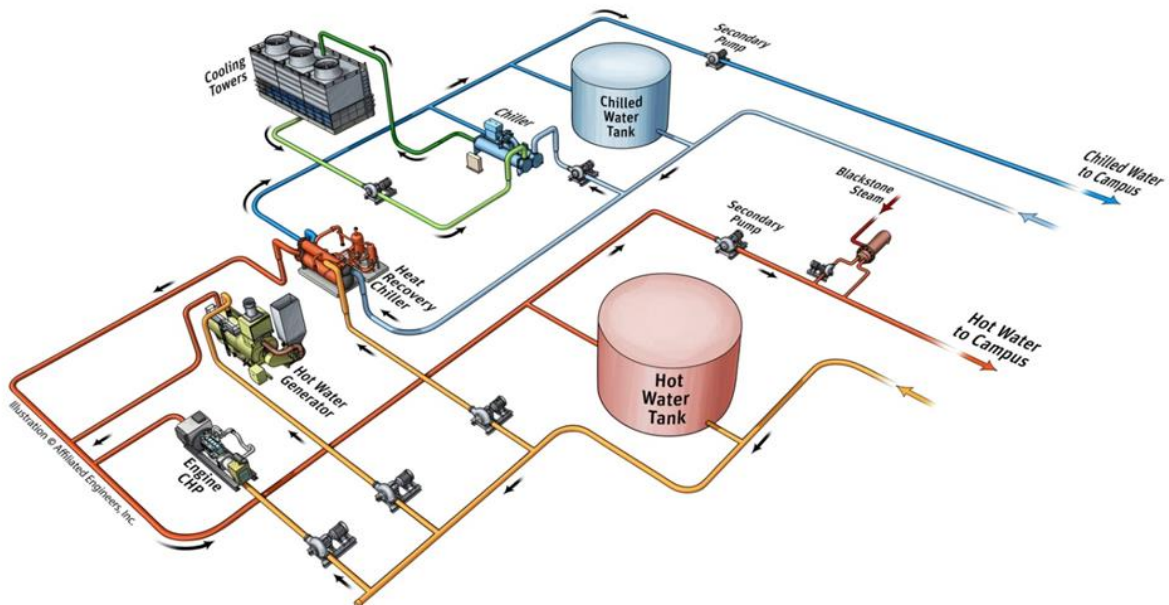 Cooling
Towers
Chiller
Chilled
Water
Tank
Secondary
Pump
Chilled Water
to Campus
Blackstone
Steam
Secondary
Pump
Heat
Recovery
Chiller
Hot Water
to Campus
Hot Water
Generator
Hot
Water
Tank
Engine
CHP
Illustration © Affiliated Engineers, Inc.